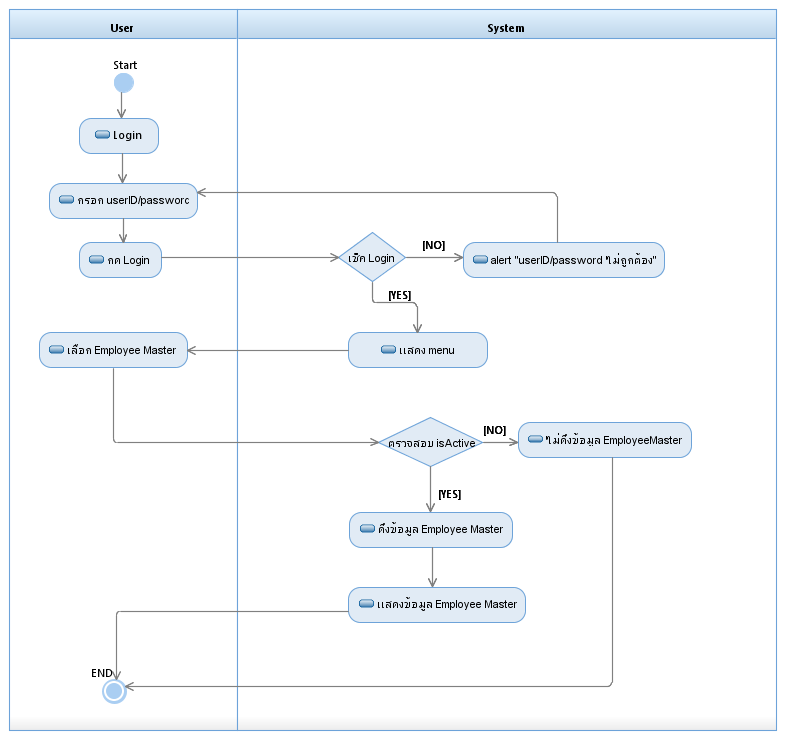 User
System
Start
Login
กรอก userID/password
กด Login
เช็ค Login
[NO]
alert "userID/password ไม่ถูกต้อง"
[YES]
เลือก Employee Master
แสดง menu
ตรวจสอบ isActive
[NO]
ไม่ดึงข้อมูล EmployeeMaster
[YES]
ดึงข้อมูล Employee Master
แสดงข้อมูล Employee Master
END